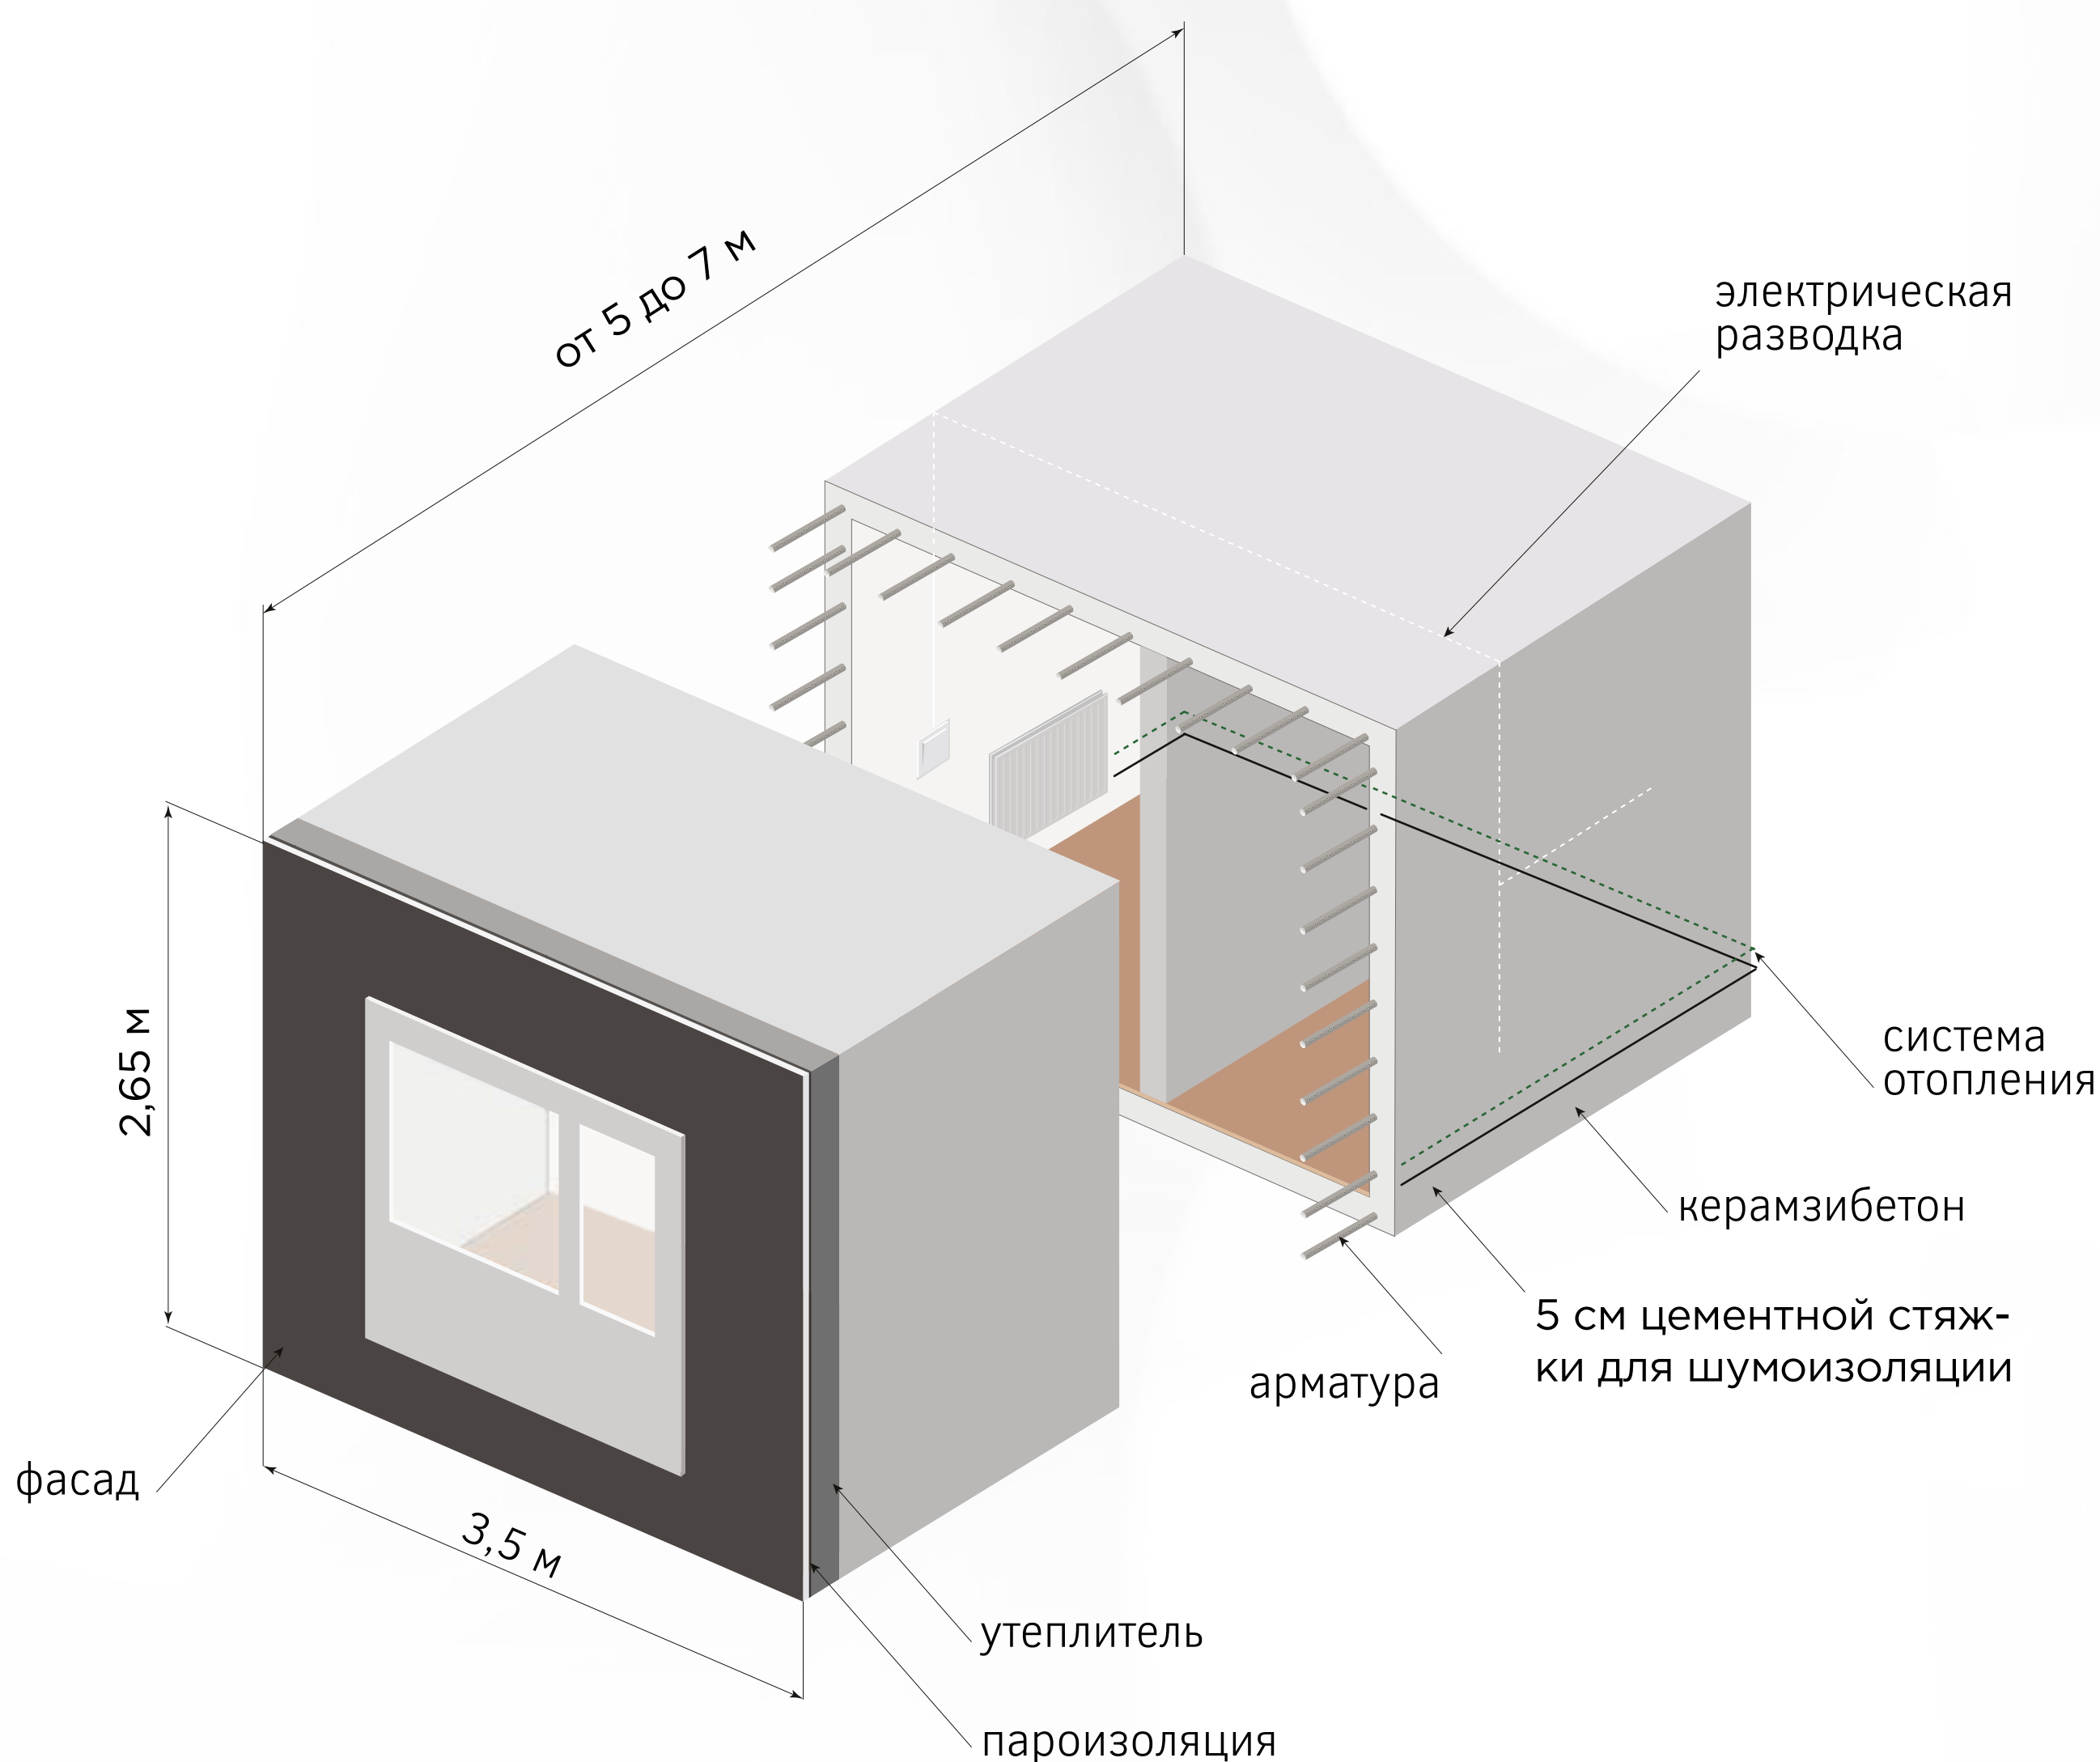 от 5 до 7 м
электрическая
разводка
2,65 м
система
отопления
керамзибетон
5 см цементной стяж-
ки для шумоизоляции
арматура
фасад
3,5 м
утеплитель
пароизоляция